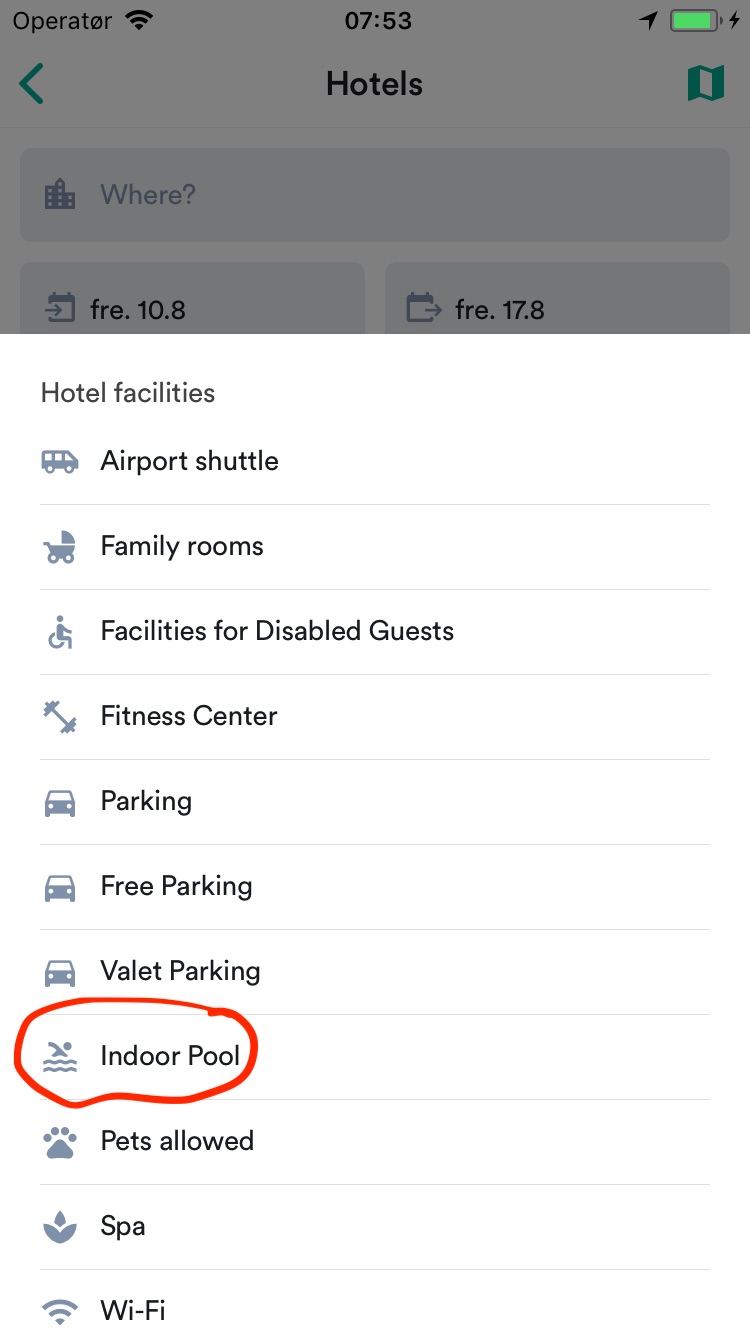 Operatør 07:53
Hotels
Where?
fre. 10.8 fre. 17.8
Hotel facilities
Airport shuttle
Family rooms
Facilities for Disabled Guests
Fitness Center
Parking
Free Parking
Valet Parking
Indoor Pool
Pets allowed
Spa
Wi-Fi